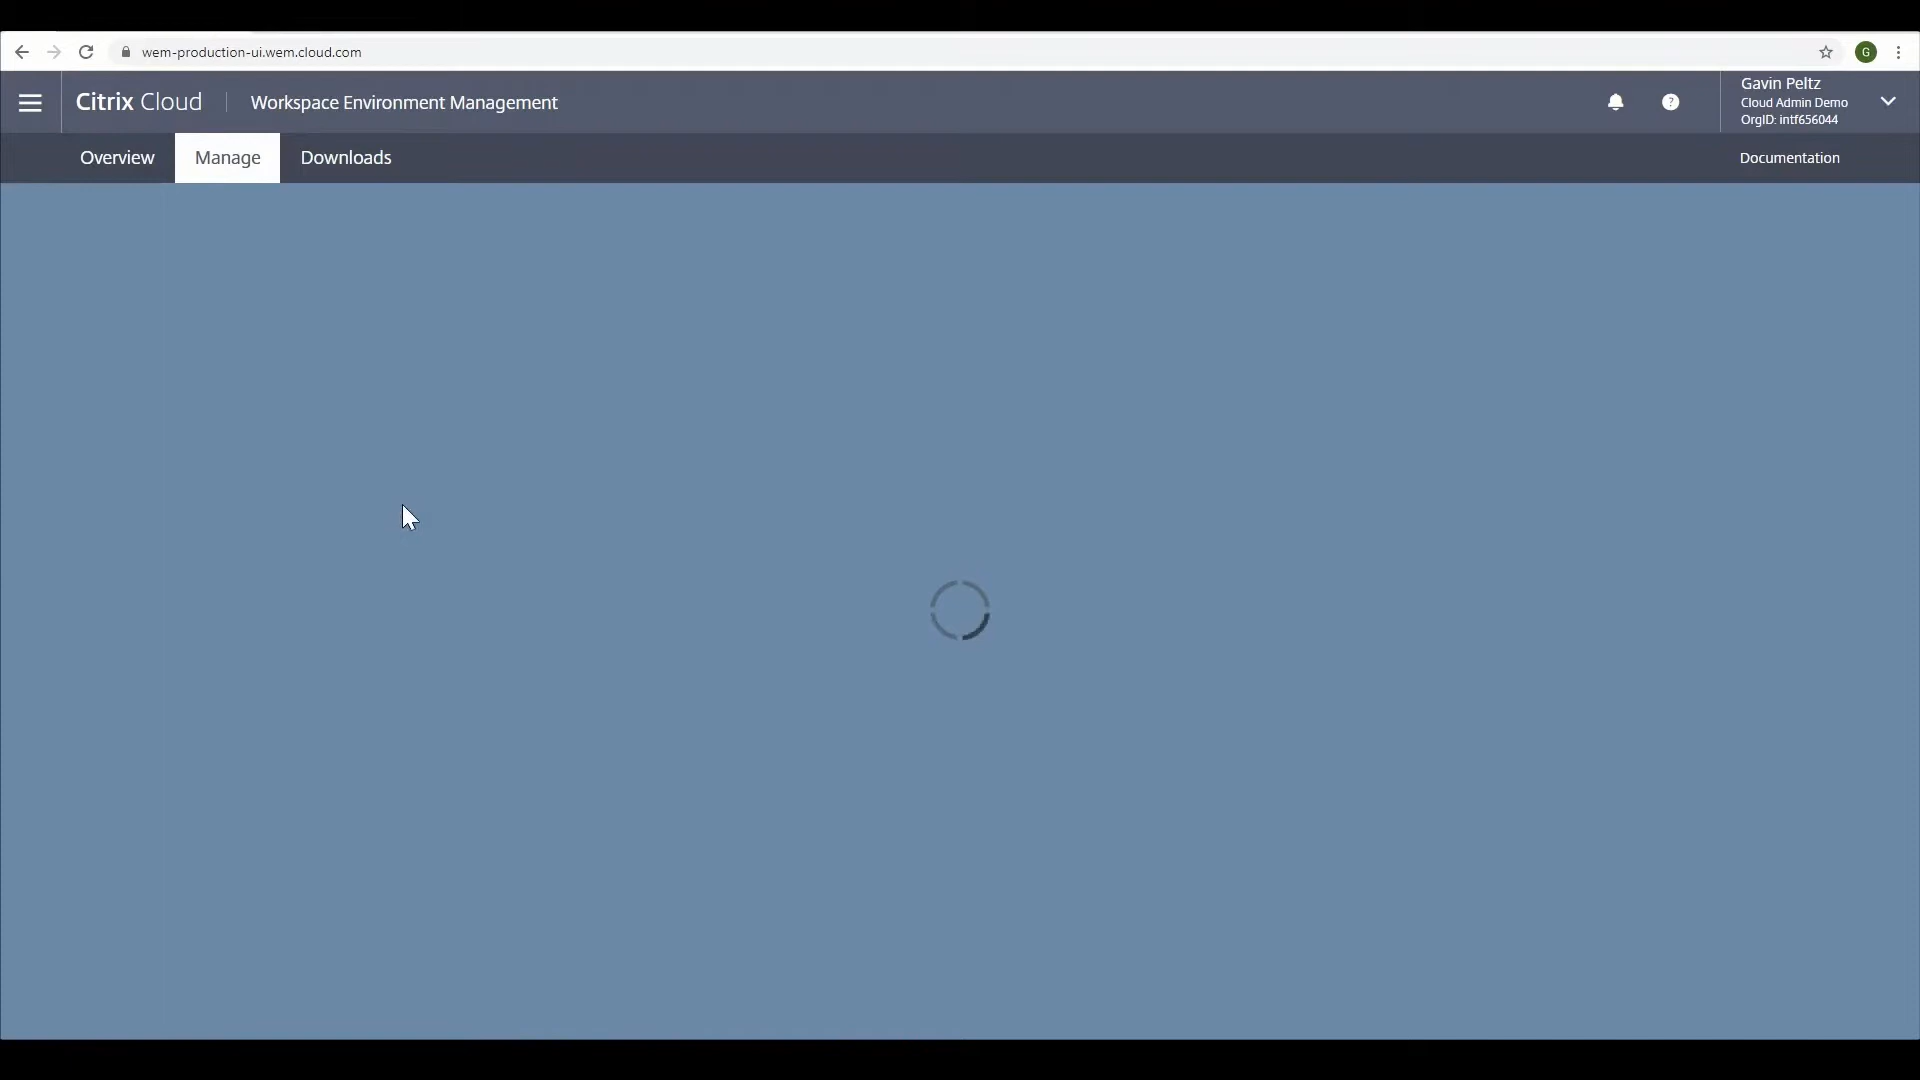 wem-production-ui.wem.cloud.com
G
Citrix Cloud
Workspace Environment Management
?
Gavin Peltz
Cloud Admin Demo
OrgID: intf656044
Overview
Manage
Downloads
Documentation